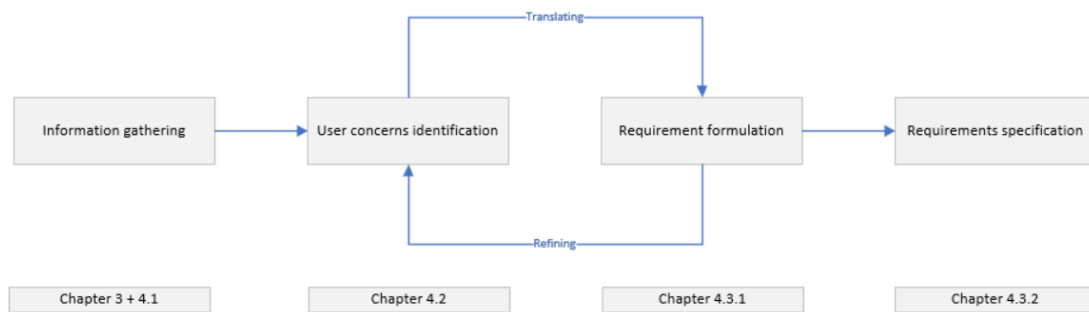 Translating
Information gathering
User concerns identification
Requirement formulation
Requirements specification
Refining
Chapter 3 + 4.1
Chapter 4.2
Chapter 4.3.1
Chapter 4.3.2